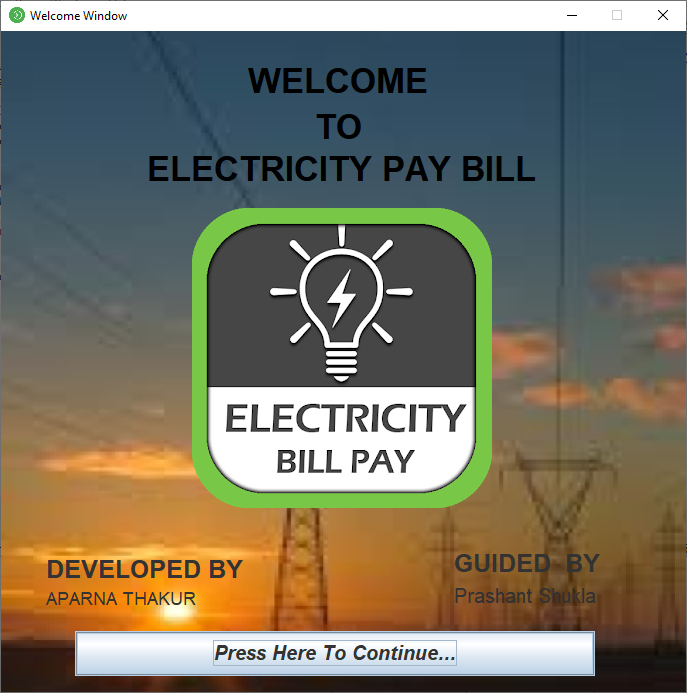 Welcome Window
WELCOME
TO
ELECTRICITY PAY BILL
ELECTRICITY
BILL PAY
DEVELOPED BY
APARNA THAKUR
GUIDED  BY
Prashant Shukla
Press Here To Continue...